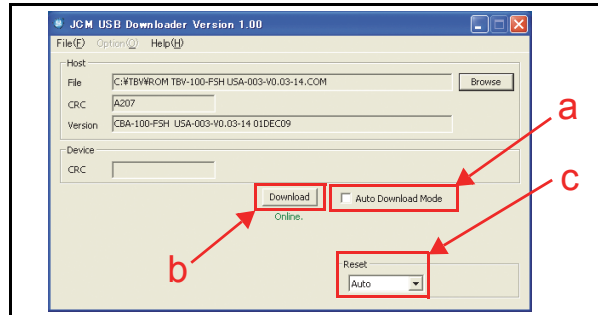 JCM USB Downloader Version 1.00
File(F) Option(O) Help(H)
Host
File C:¥TBV¥ROM TBV-100-FSH USA-003-V0.03-14.COM Browse
CRC A207
Version CBA-100-FSH USA-003-V0.03-14 01DEC09
Device
CRC
Download Auto Download Mode
Online.
Reset
Auto
a
b
c